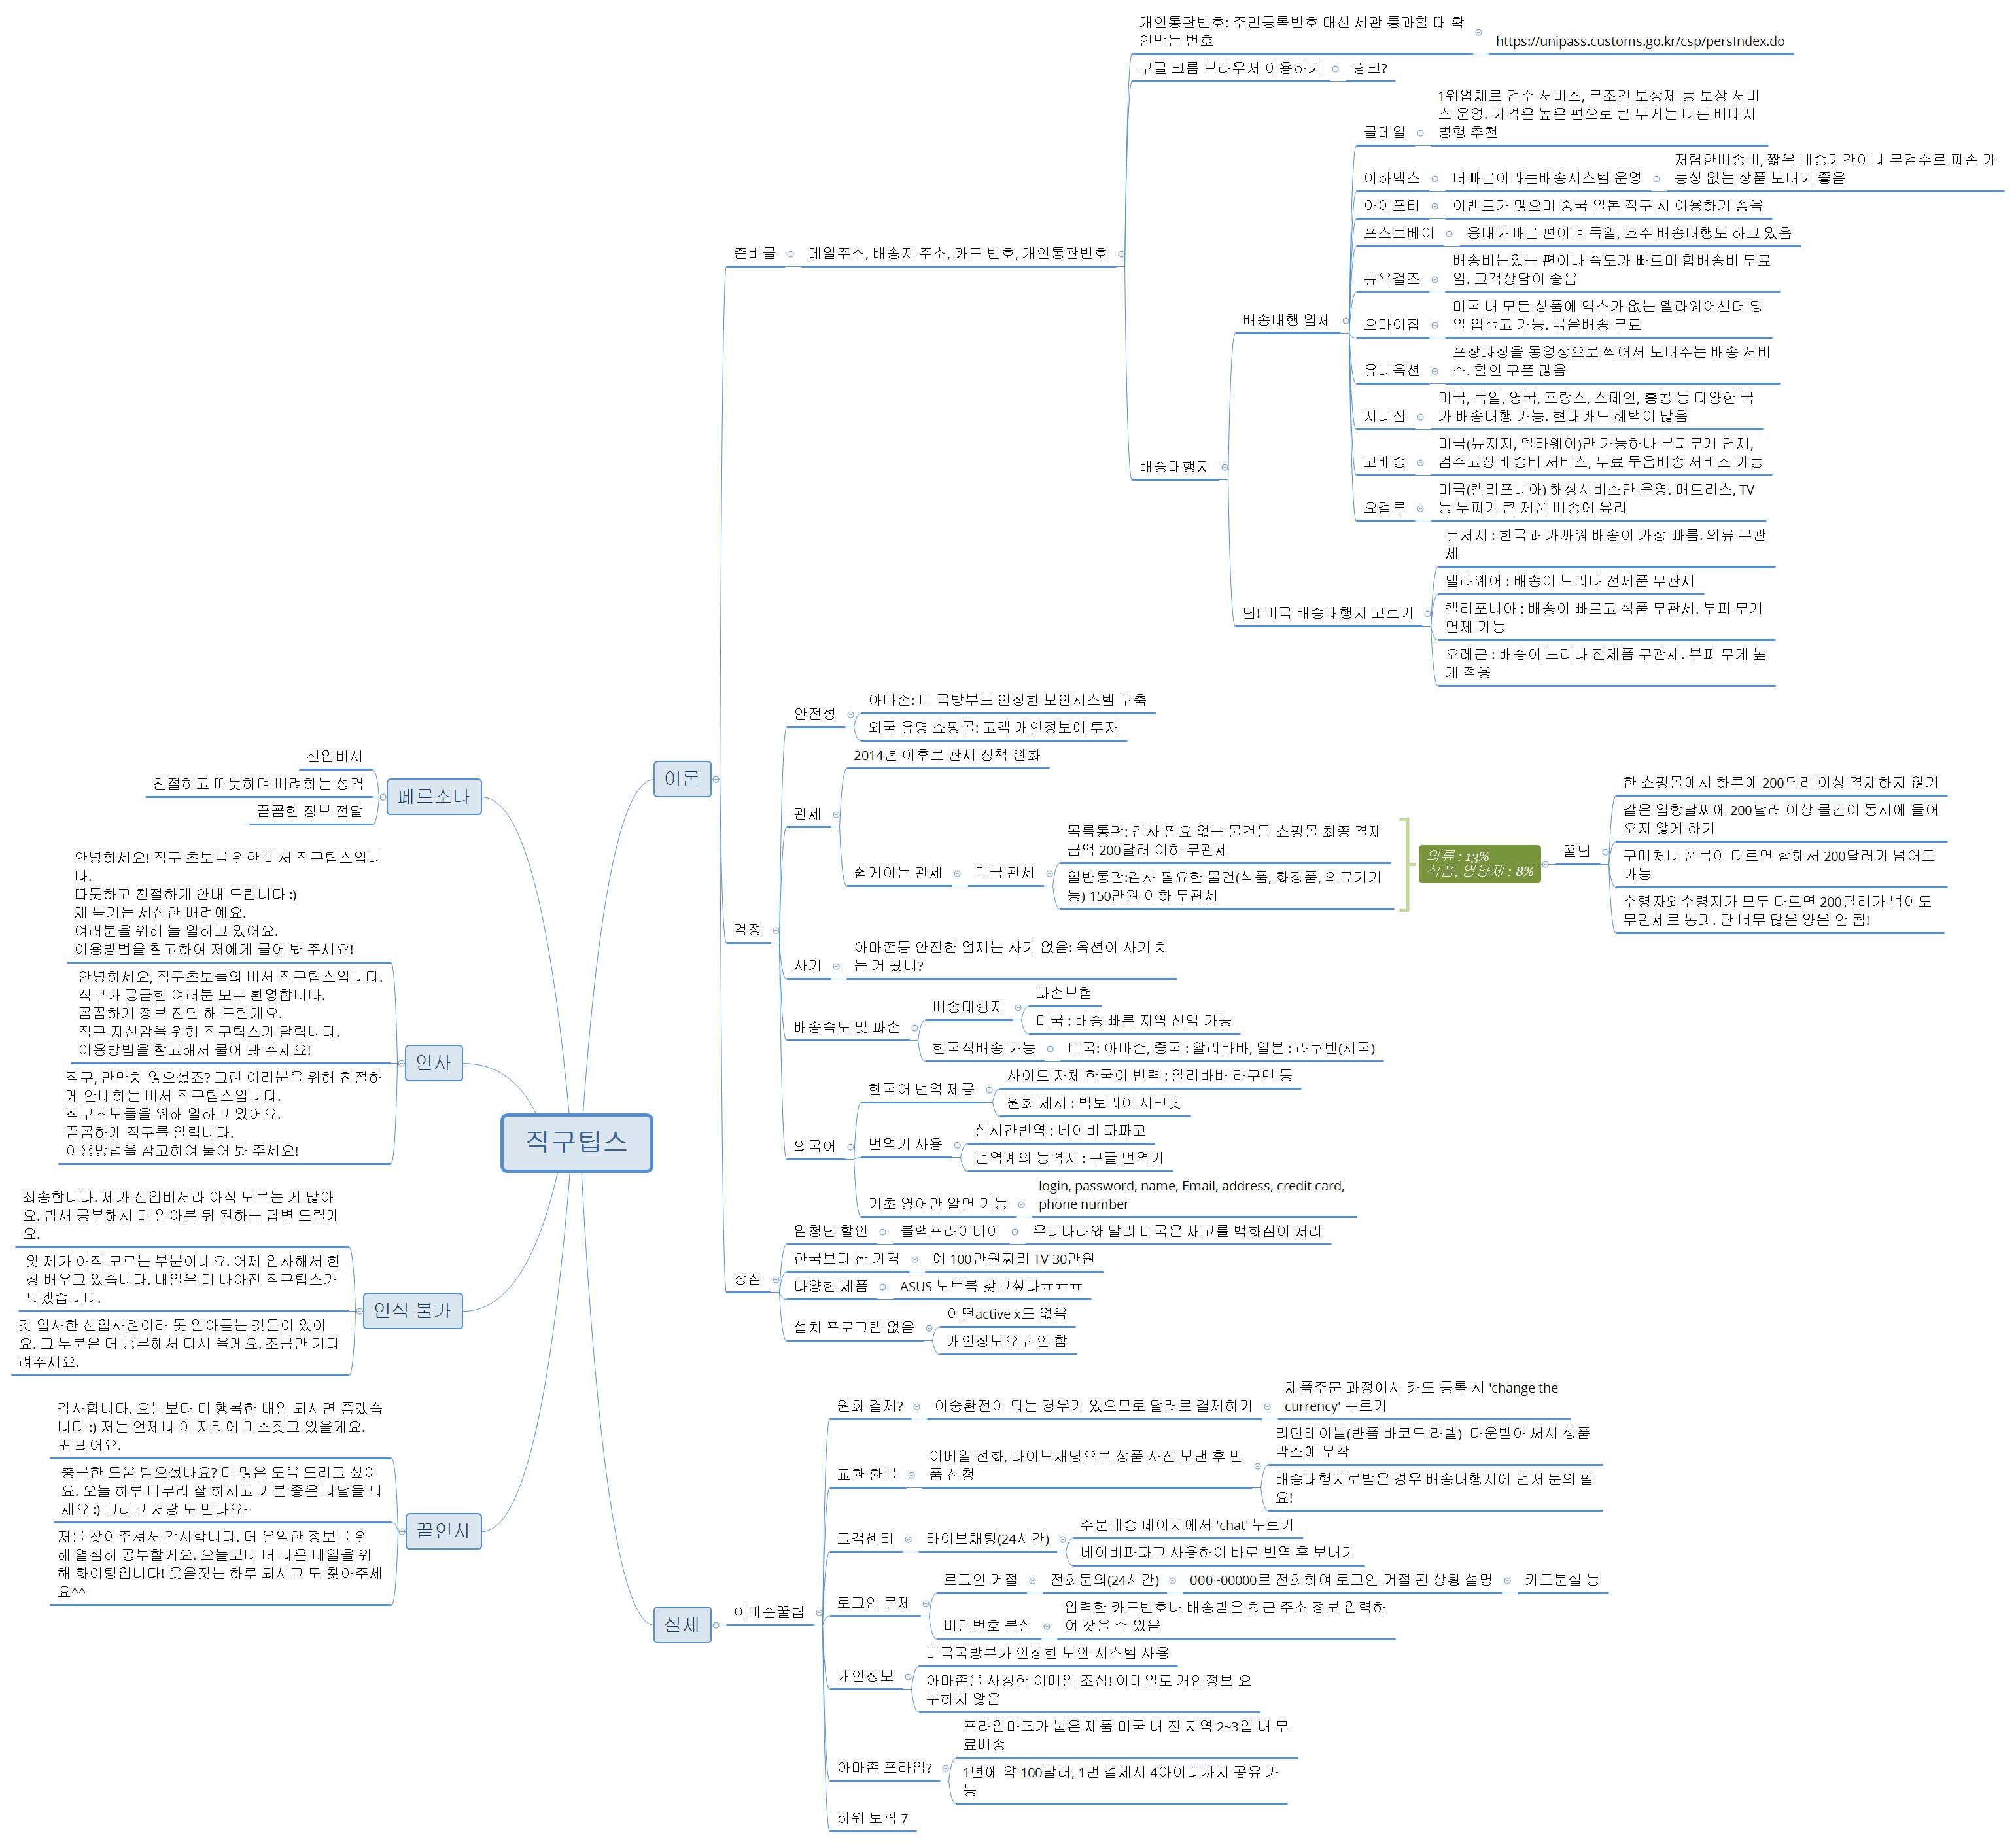 직구팁스
페르소나
신입비서
친절하고 따뜻하며 배려하는 성격
꼼꼼한 정보 전달
인사
안녕하세요! 직구 초보를 위한 비서 직구팁스입니
다.
따뜻하고 친절하게 안내 드립니다 :)
제 특기는 세심한 배려예요.
여러분을 위해 늘 일하고 있어요.
이용방법을 참고하여 저에게 물어 봐 주세요!
안녕하세요, 직구초보들의 비서 직구팁스입니다.
직구가 궁금한 여러분 모두 환영합니다.
꼼꼼하게 정보 전달 해 드릴게요.
직구 자신감을 위해 직구팁스가 달립니다.
이용방법을 참고해서 물어 봐 주세요!
직구, 만만치 않으셨죠? 그런 여러분을 위해 친절하
게 안내하는 비서 직구팁스입니다.
직구초보들을 위해 일하고 있어요.
꼼꼼하게 직구를 알립니다.
이용방법을 참고하여 물어 봐 주세요!
인식 불가
죄송합니다. 제가 신입비서라 아직 모르는 게 많아
요. 밤새 공부해서 더 알아본 뒤 원하는 답변 드릴게
요.
앗 제가 아직 모르는 부분이네요. 어제 입사해서 한
창 배우고 있습니다. 내일은 더 나아진 직구팁스가
되겠습니다.
갓 입사한 신입사원이라 못 알아듣는 것들이 있어
요. 그 부분은 더 공부해서 다시 올게요. 조금만 기다
려주세요.
끝인사
감사합니다. 오늘보다 더 행복한 내일 되시면 좋겠습
니다 :) 저는 언제나 이 자리에 미소짓고 있을게요.
또 뵈어요.
충분한 도움 받으셨나요? 더 많은 도움 드리고 싶어
요. 오늘 하루 마무리 잘 하시고 기분 좋은 나날들 되
세요 :) 그리고 저랑 또 만나요~
저를 찾아주셔서 감사합니다. 더 유익한 정보를 위
해 열심히 공부할게요. 오늘보다 더 나은 내일을 위
해 화이팅입니다! 웃음짓는 하루 되시고 또 찾아주세
요^^
이론
준비물
메일주소, 배송지 주소, 카드 번호, 개인통관번호
개인통관번호: 주민등록번호 대신 세관 통과할 때 확
인받는 번호
https://unipass.customs.go.kr/csp/persIndex.do
구글 크롬 브라우저 이용하기
링크?
배송대행지
배송대행 업체
몰테일
1위업체로 검수 서비스, 무조건 보상제 등 보상 서비
스 운영. 가격은 높은 편으로 큰 무게는 다른 배대지
병행 추천
이하넥스
더빠른이라는배송시스템 운영
저렴한배송비, 짧은 배송기간이나 무검수로 파손 가
능성 없는 상품 보내기 좋음
아이포터
이벤트가 많으며 중국 일본 직구 시 이용하기 좋음
포스트베이
응대가빠른 편이며 독일, 호주 배송대행도 하고 있음
뉴욕걸즈
배송비는있는 편이나 속도가 빠르며 합배송비 무료
임. 고객상담이 좋음
오마이집
미국 내 모든 상품에 텍스가 없는 델라웨어센터 당
일 입출고 가능. 묶음배송 무료
유니옥션
포장과정을 동영상으로 찍어서 보내주는 배송 서비
스. 할인 쿠폰 많음
지니집
미국, 독일, 영국, 프랑스, 스페인, 홍콩 등 다양한 국
가 배송대행 가능. 현대카드 혜택이 많음
고배송
미국(뉴저지, 델라웨어)만 가능하나 부피무게 면제,
검수고정 배송비 서비스, 무료 묶음배송 서비스 가능
요걸루
미국(캘리포니아) 해상서비스만 운영. 매트리스, TV
등 부피가 큰 제품 배송에 유리
팁! 미국 배송대행지 고르기
뉴저지 : 한국과 가까워 배송이 가장 빠름. 의류 무관
세
델라웨어 : 배송이 느리나 전제품 무관세
캘리포니아 : 배송이 빠르고 식품 무관세. 부피 무게
면제 가능
오레곤 : 배송이 느리나 전제품 무관세. 부피 무게 높
게 적용
걱정
안전성
아마존: 미 국방부도 인정한 보안시스템 구축
외국 유명 쇼핑몰: 고객 개인정보에 투자
관세
2014년 이후로 관세 정책 완화
쉽게아는 관세
미국 관세
목록통관: 검사 필요 없는 물건들-쇼핑몰 최종 결제
금액 200달러 이하 무관세
일반통관:검사 필요한 물건(식품, 화장품, 의료기기
등) 150만원 이하 무관세
의류 : 13%
식품, 영양제 : 8%
꿀팁
한 쇼핑몰에서 하루에 200달러 이상 결제하지 않기
같은 입항날짜에 200달러 이상 물건이 동시에 들어
오지 않게 하기
구매처나 품목이 다르면 합해서 200달러가 넘어도
가능
수령자와수령지가 모두 다르면 200달러가 넘어도
무관세로 통과. 단 너무 많은 양은 안 됨!
사기
아마존등 안전한 업제는 사기 없음: 옥션이 사기 치
는 거 봤니?
배송속도 및 파손
배송대행지
파손보험
미국 : 배송 빠른 지역 선택 가능
한국직배송 가능
미국: 아마존, 중국 : 알리바바, 일본 : 라쿠텐(시국)
외국어
한국어 번역 제공
사이트 자체 한국어 번력 : 알리바바 라쿠텐 등
원화 제시 : 빅토리아 시크릿
번역기 사용
실시간번역 : 네이버 파파고
번역계의 능력자 : 구글 번역기
기초 영어만 알면 가능
login, password, name, Email, address, credit card,
phone number
장점
엄청난 할인
블랙프라이데이
우리나라와 달리 미국은 재고를 백화점이 처리
한국보다 싼 가격
예 100만원짜리 TV 30만원
다양한 제품
ASUS 노트북 갖고싶다ㅠㅠㅠ
설치 프로그램 없음
어떤active x도 없음
개인정보요구 안 함
실제
아마존꿀팁
원화 결제?
이중환전이 되는 경우가 있으므로 달러로 결제하기
제품주문 과정에서 카드 등록 시 'change the
currency' 누르기
교환 환불
이메일 전화, 라이브채팅으로 상품 사진 보낸 후 반
품 신청
리턴테이블(반품 바코드 라벨)  다운받아 써서 상품
박스에 부착
배송대행지로받은 경우 배송대행지에 먼저 문의 필
요!
고객센터
라이브채팅(24시간)
주문배송 페이지에서 'chat' 누르기
네이버파파고 사용하여 바로 번역 후 보내기
로그인 문제
로그인 거절
전화문의(24시간)
000~00000로 전화하여 로그인 거절 된 상황 설명
카드분실 등
비밀번호 분실
입력한 카드번호나 배송받은 최근 주소 정보 입력하
여 찾을 수 있음
개인정보
미국국방부가 인정한 보안 시스템 사용
아마존을 사칭한 이메일 조심! 이메일로 개인정보 요
구하지 않음
아마존 프라임?
프라임마크가 붙은 제품 미국 내 전 지역 2~3일 내 무
료배송
1년에 약 100달러, 1번 결제시 4아이디까지 공유 가
능
하위 토픽 7